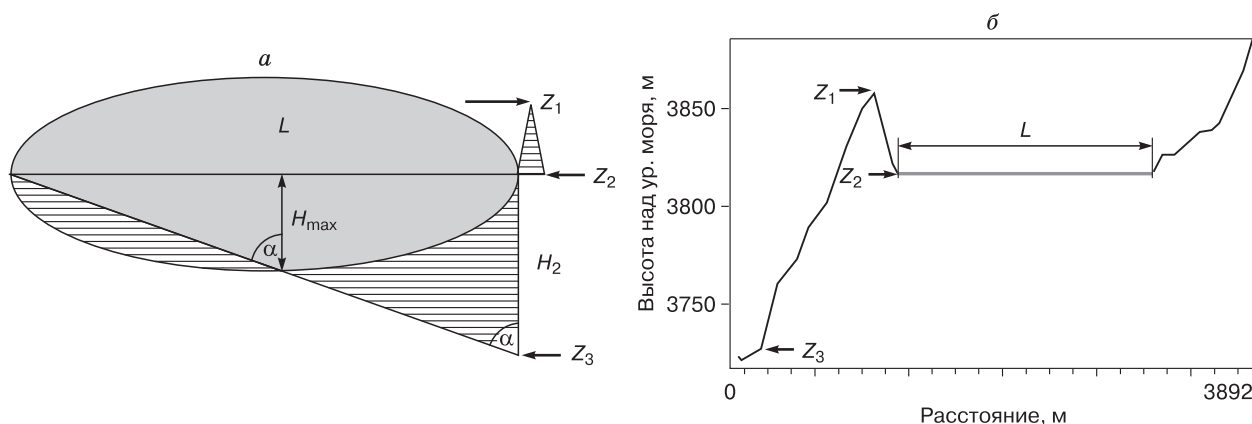 а
Z1
L
Z2
Hmax
α
H2
α
Z3
б
Высота над ур. моря, м
3850
3800
3750
Z1
L
Z2
Z3
0
3892
Расстояние, м